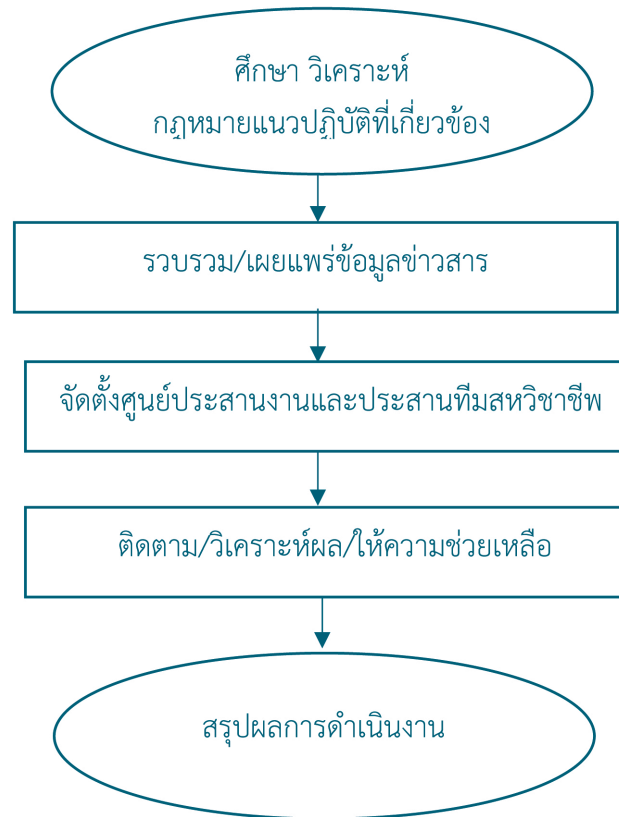 ศึกษา วิเคราะห์
กฎหมายแนวปฏิบัติที่เกี่ยวข้อง
รวบรวม/เผยแพร่ข้อมูลข่าวสาร
จัดตั้งศูนย์ประสานงานและประสานทีมสหวิชาชีพ
ติดตาม/วิเคราะห์ผล/ให้ความช่วยเหลือ
สรุปผลการดำเนินงาน